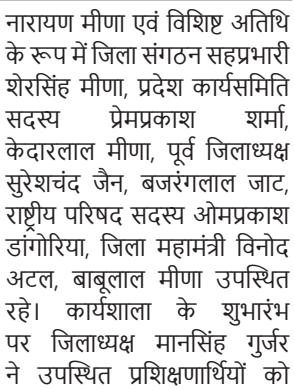 नारायण मीणा एवं विशिष्ट अतिथि
के रूप में जिला संगठन सहप्रभारी
शेरसिंह मीणा, प्रदेश कार्यसमिति
सदस्य प्रेमप्रकाश शर्मा,
केदारलाल मीणा, पूर्व जिलाध्यक्ष
सुरेशचंद जैन, बजरंगलाल जाट,
राष्ट्रीय परिषद सदस्य ओमप्रकाश
डांगोरिया, जिला महामंत्री विनोद
अटल, बाबूलाल मीणा उपस्थित
रहे। कार्यशाला के शुभारंभ
पर जिलाध्यक्ष मानसिंह गुर्जर
ने उपस्थित प्रशिक्षणार्थियों को